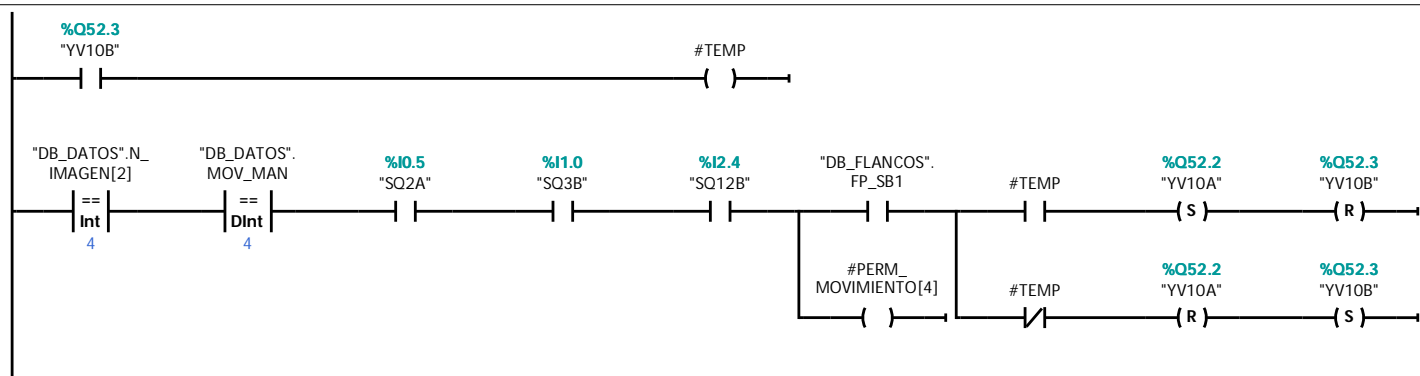 %Q52.3
"YV10B"
#TEMP
( )
"DB_DATOS".N_
IMAGEN[2]
"DB_DATOS".
MOV_MAN
%I0.5
"SQ2A"
%I1.0
"SQ3B"
%I2.4
"SQ12B"
"DB_FLANCOS".
FP_SB1
#TEMP
%Q52.2
"YV10A"
%Q52.3
"YV10B"
==
Int
4
==
DInt
4
( S )
( R )
#PERM_
MOVIMIENTO[4]
( )
#TEMP
%Q52.2
"YV10A"
%Q52.3
"YV10B"
( R )
( S )